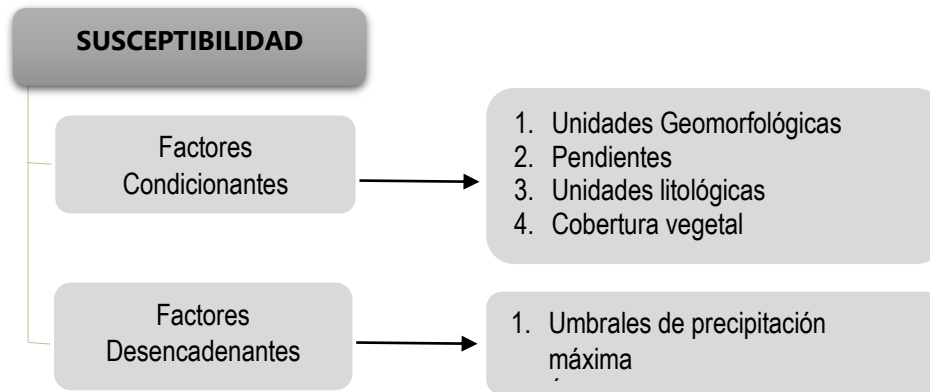 SUSCEPTIBILIDAD
Factores
Condicionantes
1. Unidades Geomorfológicas
2. Pendientes
3. Unidades litológicas
4. Cobertura vegetal
Factores
Desencadenantes
1. Umbrales de precipitación
máxima